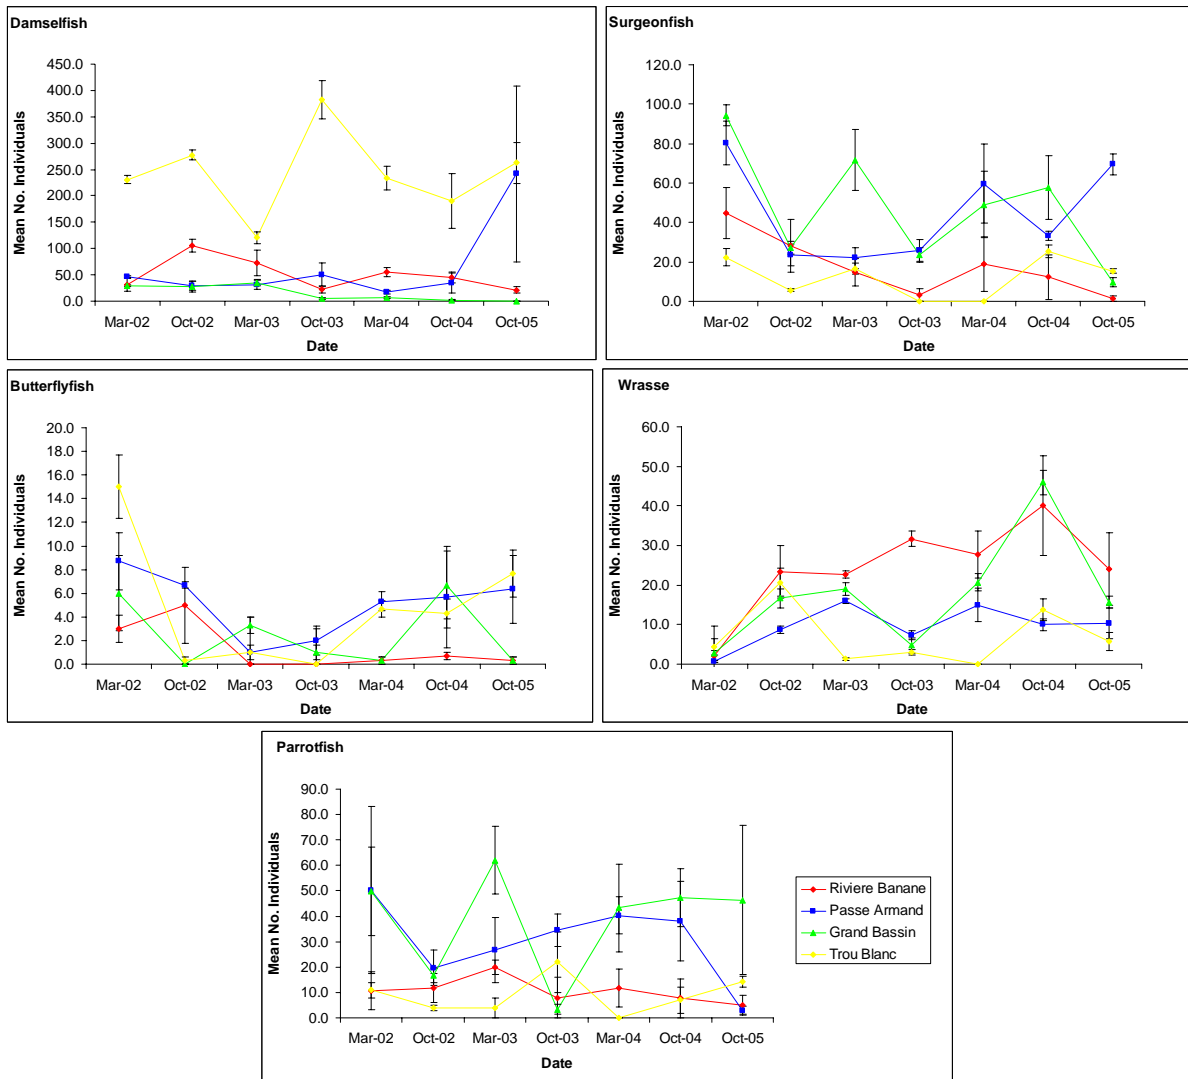 Damselfish
Mean No. Individuals
450.0
400.0
350.0
300.0
250.0
200.0
150.0
100.0
50.0
0.0
Mar-02 Oct-02 Mar-03 Oct-03 Mar-04 Oct-04 Oct-05
Date
Surgeonfish
Mean No. Individuals
120.0
100.0
80.0
60.0
40.0
20.0
0.0
Mar-02 Oct-02 Mar-03 Oct-03 Mar-04 Oct-04 Oct-05
Date
Butterflyfish
Mean No. Individuals
20.0
18.0
16.0
14.0
12.0
10.0
8.0
6.0
4.0
2.0
0.0
Mar-02 Oct-02 Mar-03 Oct-03 Mar-04 Oct-04 Oct-05
Date
Wrasse
Mean No. Individuals
60.0
50.0
40.0
30.0
20.0
10.0
0.0
Mar-02 Oct-02 Mar-03 Oct-03 Mar-04 Oct-04 Oct-05
Date
Parrotfish
Mean No. Individuals
90.0
80.0
70.0
60.0
50.0
40.0
30.0
20.0
10.0
0.0
Mar-02 Oct-02 Mar-03 Oct-03 Mar-04 Oct-04 Oct-05
Date
Riviere Banane
Passe Armand
Grand Bassin
Trou Blanc